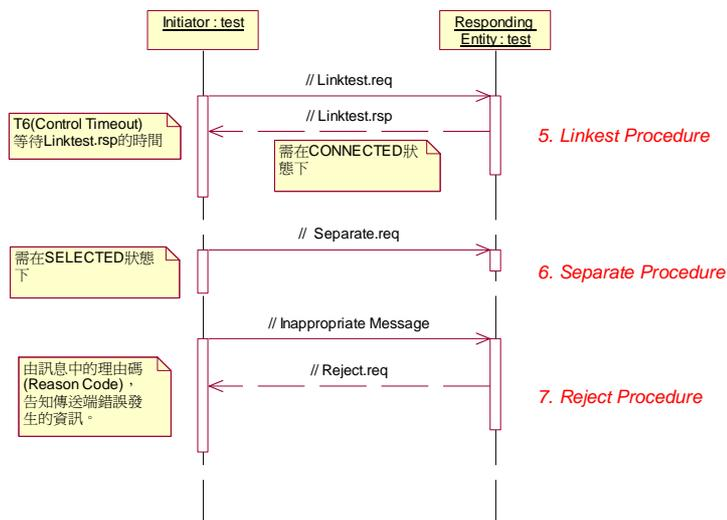 Initiator : test
Responding
Entity : test
// Linktest.req
T6(Control Timeout)
等待Linktest.rsp的時間
// Linktest.rsp
需在CONNECTED狀
態下
5. Linkest Procedure
// Separate.req
需在SELECTED狀態
下
6. Separate Procedure
// Inappropriate Message
由訊息中的理由碼
(Reason Code)，
告知傳送端錯誤發
生的資訊。
// Reject.req
7. Reject Procedure